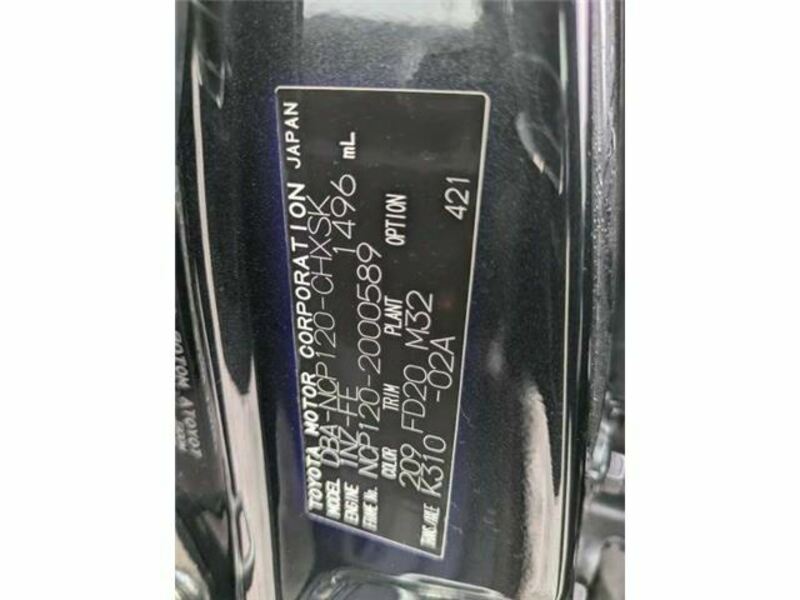 TOYOTA MOTOR CORPORATION JAPAN
MODEL DBA-NCP120-CHXSK
ENGINE 1NZ-FE 1496 mL
FRAME No. NCP120-2000589
COLOR TRIM PLANT OPTION
209 FD20 M32 421
TRANS/AXLE K310 -02A